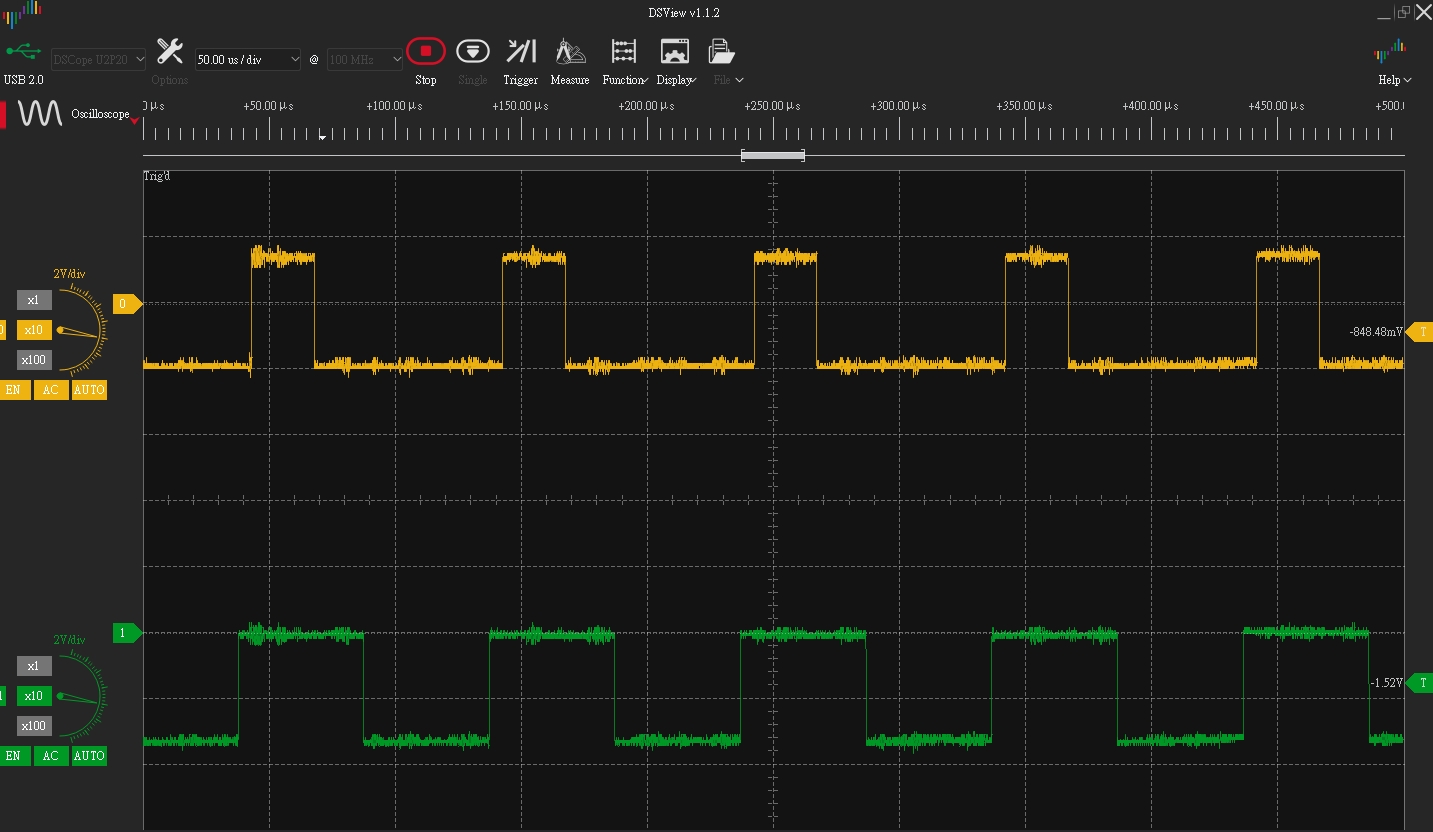 DSView v1.1.2
USB 2.0
DSCope U2P20
Options
50.00 us / div
@
100 MHz
Stop
Single
Trigger
Measure
Function
Display
File
Help
Oscilloscope
0 μs
+50.00 μs
+100.00 μs
+150.00 μs
+200.00 μs
+250.00 μs
+300.00 μs
+350.00 μs
+400.00 μs
+450.00 μs
+500.
Trig'd
2V/div
x1
x10
x100
EN AC AUTO
0
-848.48mV
T
2V/div
x1
x10
x100
EN AC AUTO
1
-1.52V
T